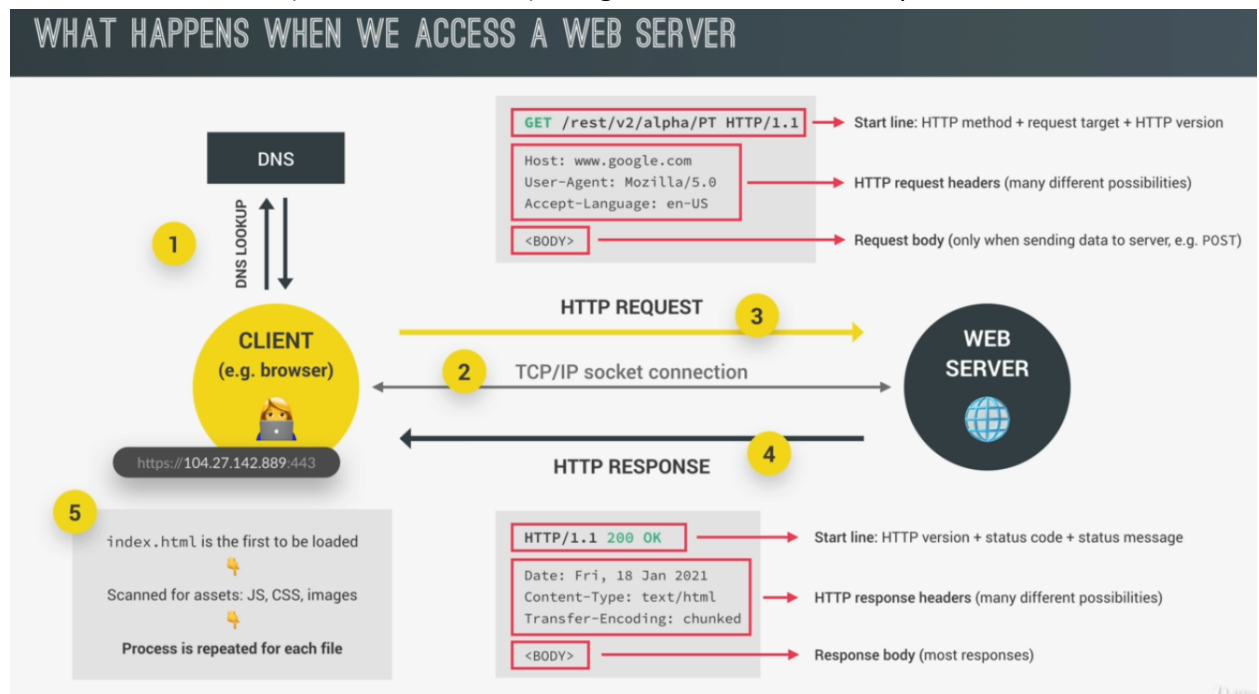 WHAT HAPPENS WHEN WE ACCESS A WEB SERVER
DNS
DNS LOOKUP
1
CLIENT
(e.g. browser)
https://104.27.142.889:443
GET /rest/v2/alpha/PT HTTP/1.1
Start line: HTTP method + request target + HTTP version
Host: www.google.com
User-Agent: Mozilla/5.0
Accept-Language: en-US
HTTP request headers (many different possibilities)
<BODY>
Request body (only when sending data to server, e.g. POST)
HTTP REQUEST
3
2
TCP/IP socket connection
4
HTTP RESPONSE
WEB
SERVER
5
index.html is the first to be loaded
Scanned for assets: JS, CSS, images
Process is repeated for each file
HTTP/1.1 200 OK
Start line: HTTP version + status code + status message
Date: Fri, 18 Jan 2021
Content-Type: text/html
Transfer-Encoding: chunked
HTTP response headers (many different possibilities)
<BODY>
Response body (most responses)